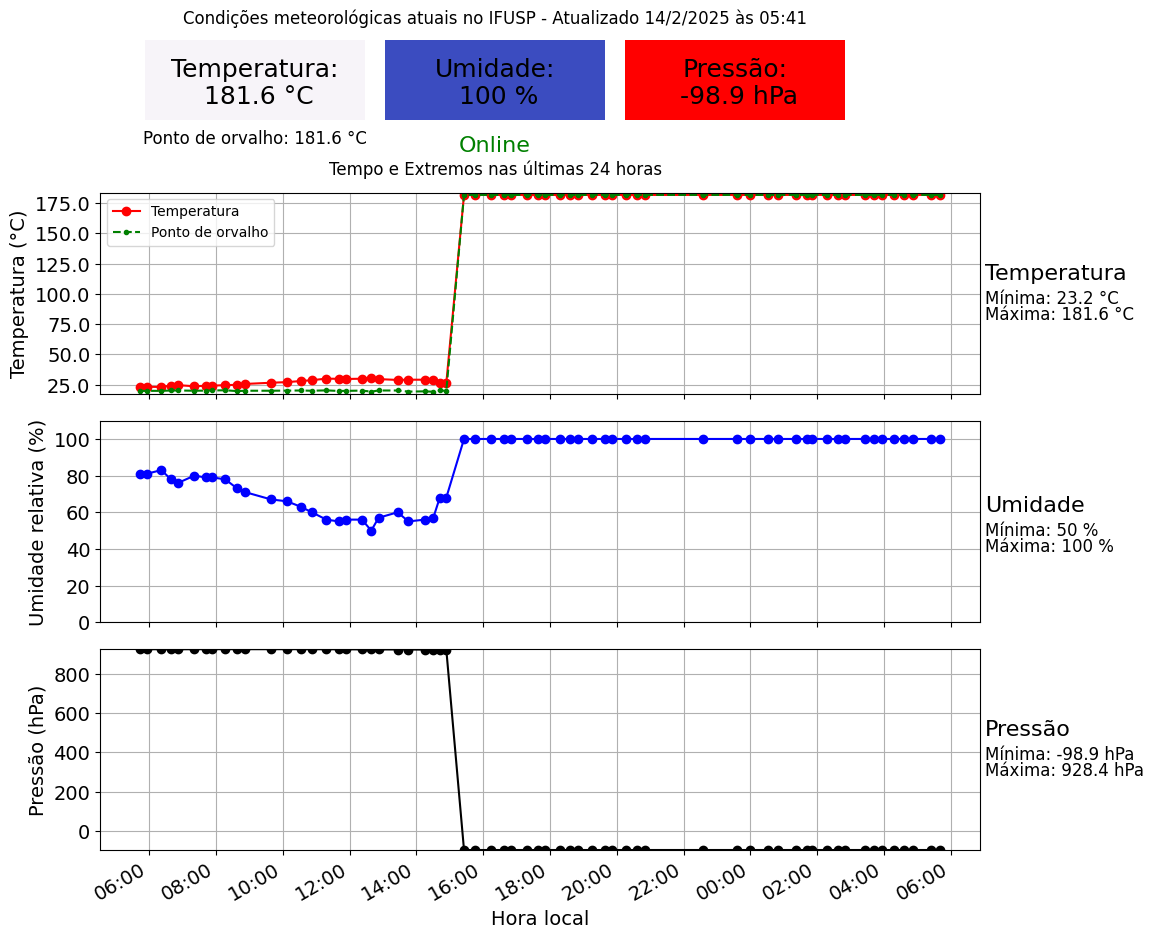 Condições meteorológicas atuais no IFUSP - Atualizado 14/2/2025 às 05:41
Temperatura:
181.6 °C
Umidade:
100 %
Pressão:
-98.9 hPa
Ponto de orvalho: 181.6 °C
Online
Tempo e Extremos nas últimas 24 horas
Temperatura (°C)
175.0
150.0
125.0
100.0
75.0
50.0
25.0
Temperatura
Ponto de orvalho
Temperatura
Mínima: 23.2 °C
Máxima: 181.6 °C
Umidade relativa (%)
100
80
60
40
20
0
Umidade
Mínima: 50 %
Máxima: 100 %
Pressão (hPa)
800
600
400
200
0
Pressão
Mínima: -98.9 hPa
Máxima: 928.4 hPa
06:00 08:00 10:00 12:00 14:00 16:00 18:00 20:00 22:00 00:00 02:00 04:00 06:00
Hora local